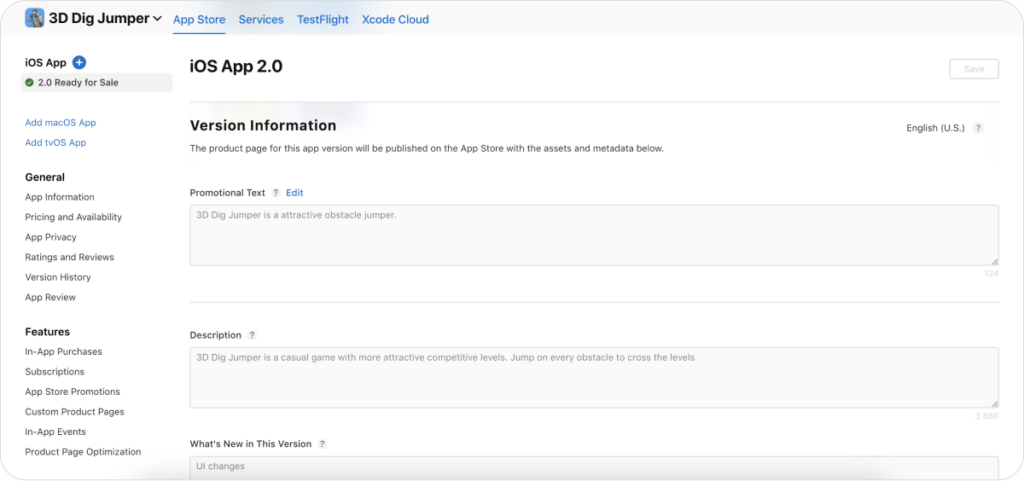 3D Dig Jumper App Store Services TestFlight Xcode Cloud
iOS App
2.0 Ready for Sale
Add macOS App
Add tvOS App
General
App Information
Pricing and Availability
App Privacy
Ratings and Reviews
Version History
App Review
Features
In-App Purchases
Subscriptions
App Store Promotions
Custom Product Pages
In-App Events
Product Page Optimization
iOS App 2.0
Save
Version Information
English (U.S.) ?
The product page for this app version will be published on the App Store with the assets and metadata below.
Promotional Text ? Edit
3D Dig Jumper is a attractive obstacle jumper.
124
Description ?
3D Dig Jumper is a casual game with more attractive competitive levels. Jump on every obstacle to cross the levels
3 886
What's New in This Version ?
UI changes